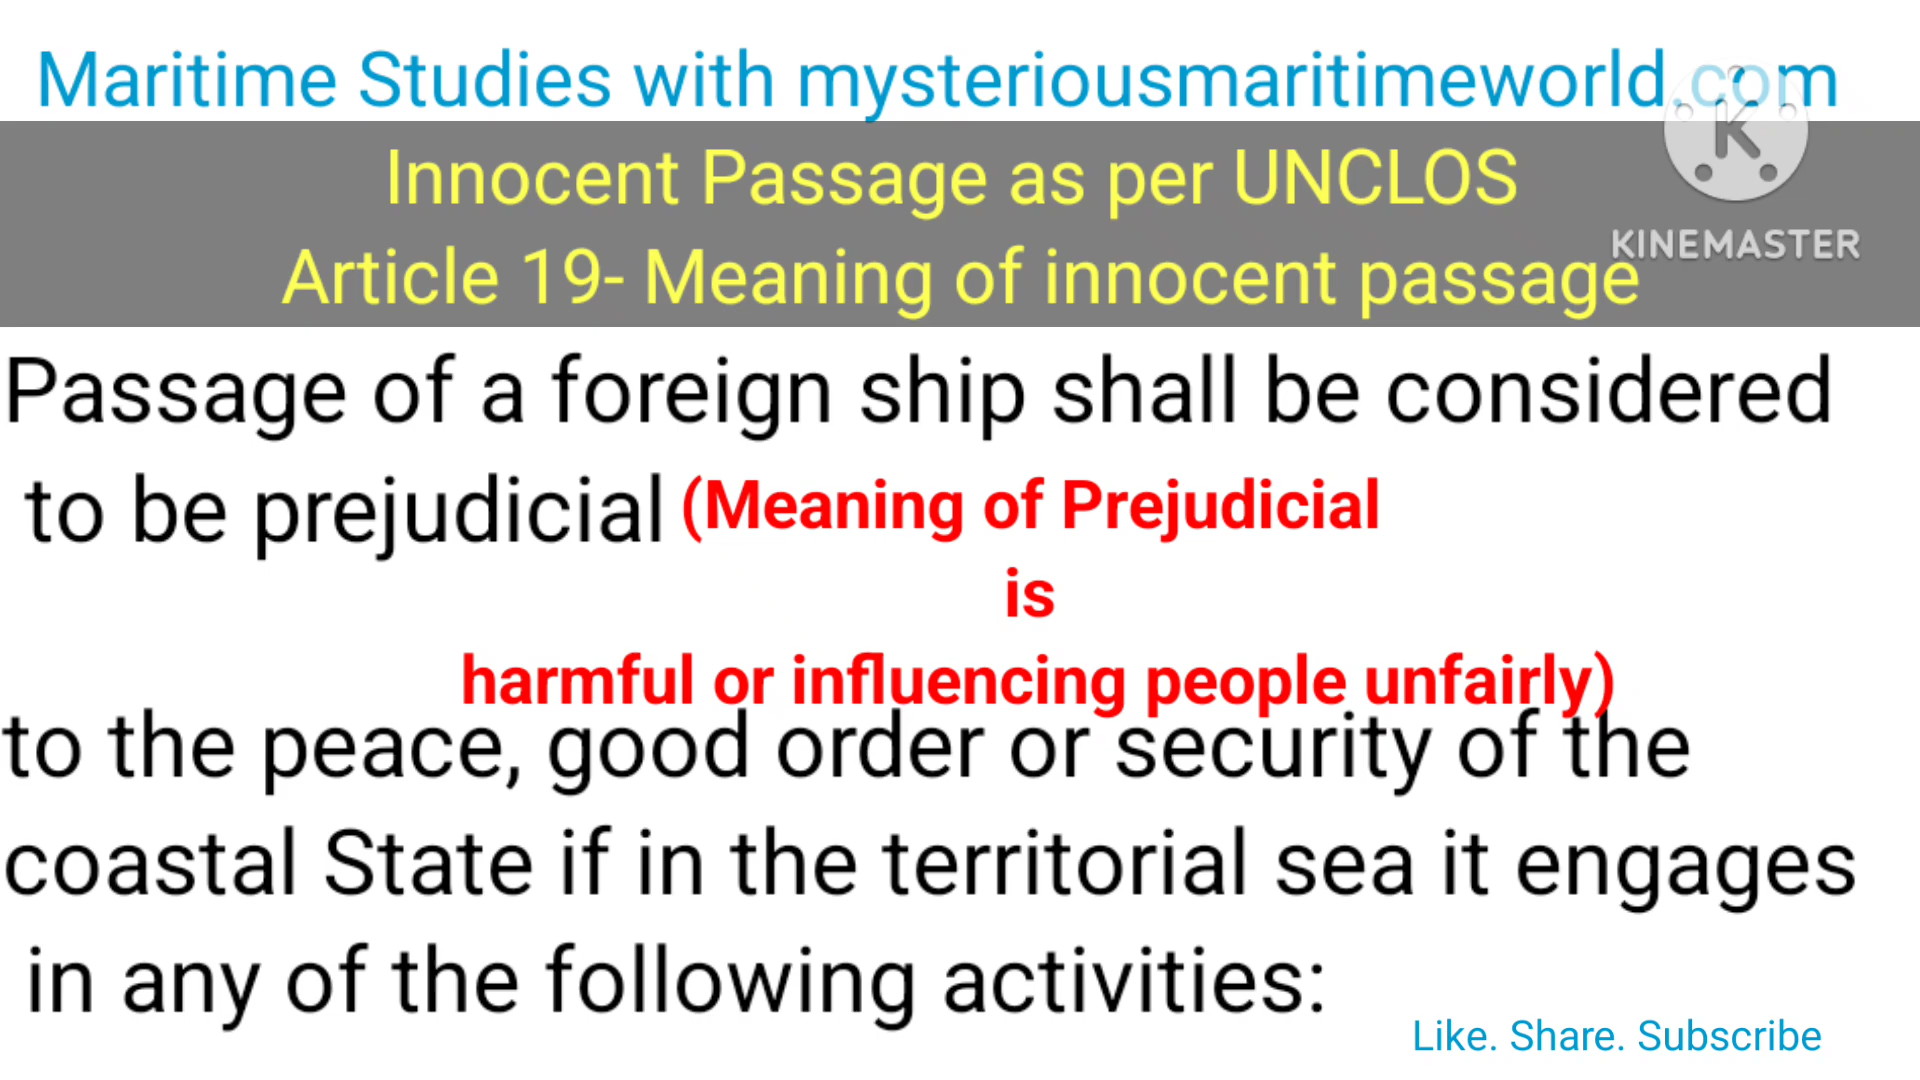 Maritime Studies with mysteriousmaritimeworld.com
Innocent Passage as per UNCLOS
KINEMASTER
Article 19- Meaning of innocent passage
Passage of a foreign ship shall be considered
to be prejudicial (Meaning of Prejudicial
is
harmful or influencing people unfairly)
to the peace, good order or security of the
coastal State if in the territorial sea it engages
in any of the following activities:
Like. Share. Subscribe